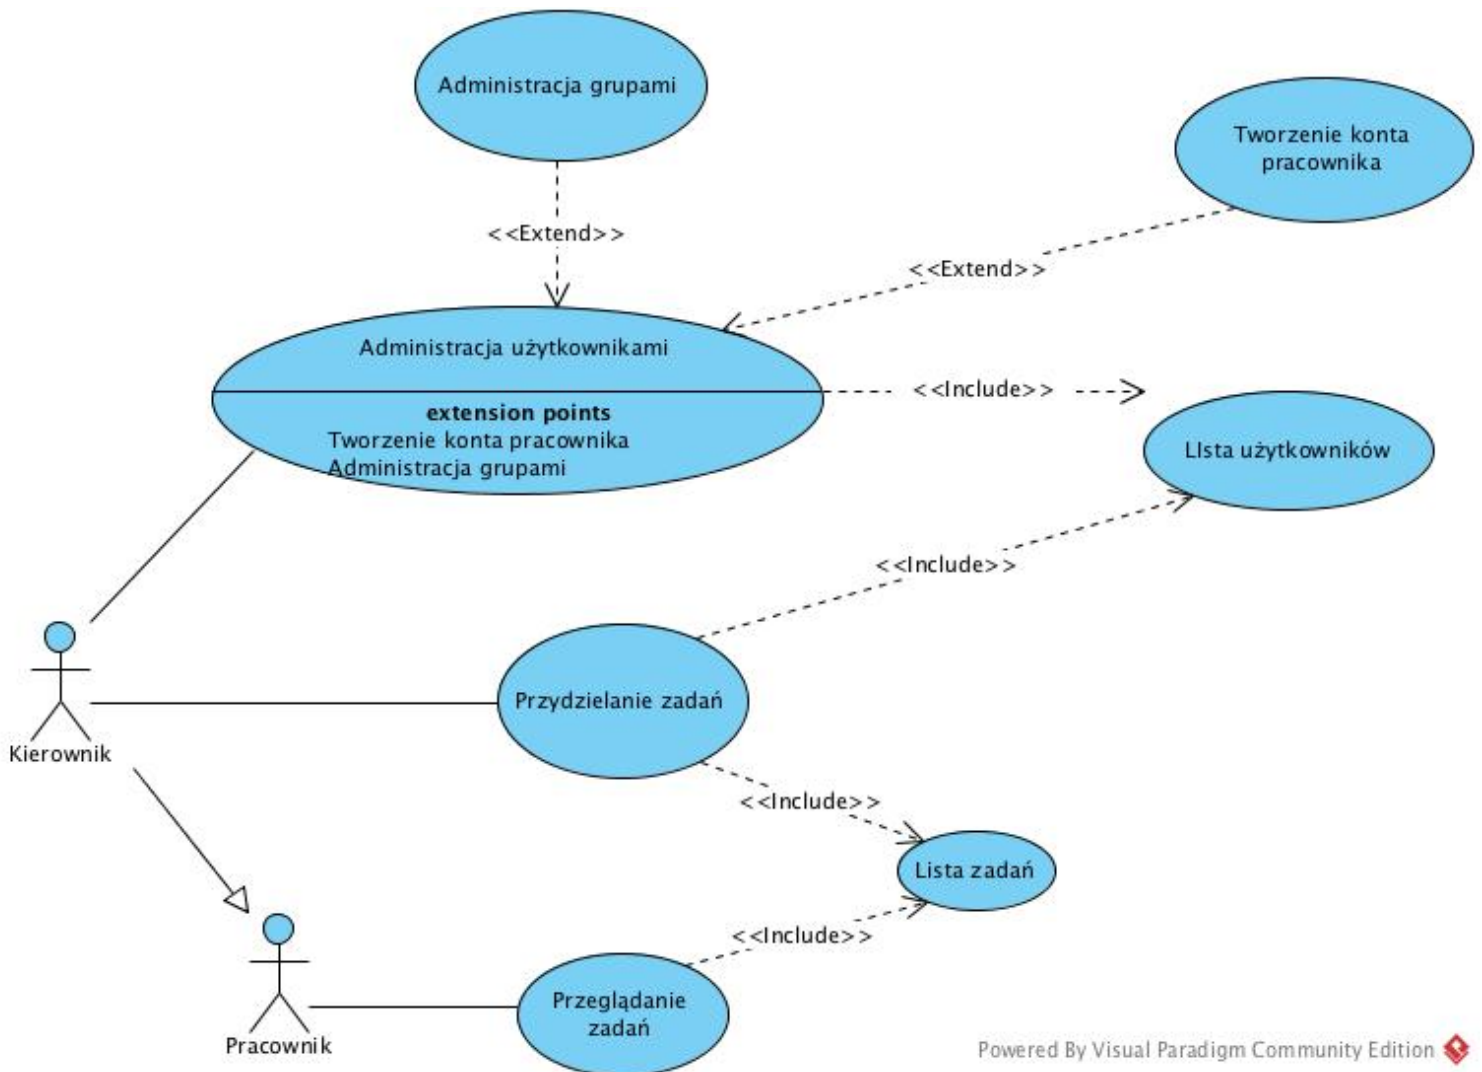 Administracja grupami
Tworzenie konta
pracownika
<<Extend>>
<<Extend>>
Administracja użytkownikami
extension points
Tworzenie konta pracownika
Administracja grupami
<<Include>>
LIsta użytkowników
<<Include>>
Przydzielanie zadań
Kierownik
<<Include>>
Lista zadań
<<Include>>
Przeglądanie
zadań
Pracownik
Powered By Visual Paradigm Community Edition